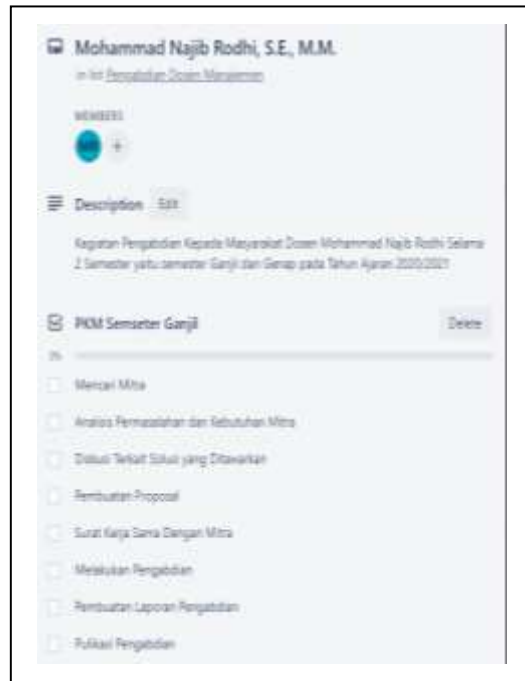 Mohammad Najib Rodhi, S.E., M.M.
in list Pengabdian Dosen Manajemen
MEMBERS
+
Description Edit
Kegiatan Pengabdian Kepada Masyarakat Dosen Mohammad Najib Rodhi Selama
2 Semester yaitu semester Ganjil dan Genap pada Tahun Ajaran 2020/2021
PKM Semseter Ganjil Delete
0%
Mencari Mitra
Analisis Permasalahan dan Kebutuhan Mitra
Diskusi Terkait Solusi yang Ditawarkan
Pembuatan Proposal
Surat Kerja Sama Dengan Mitra
Melakukan Pengabdian
Pembuatan Laporan Pengabdian
Pulikasi Pengabdian